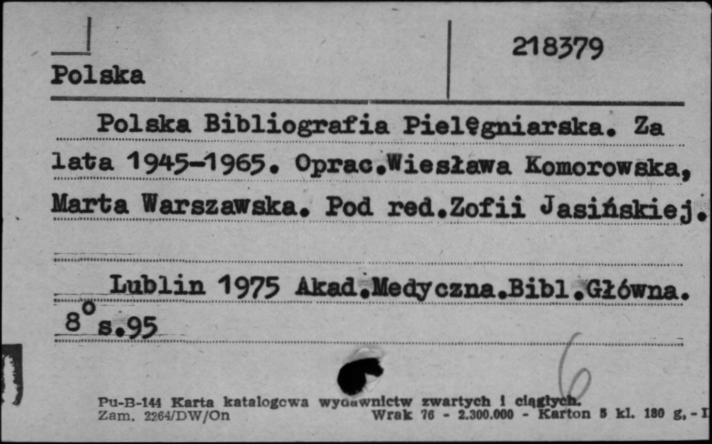 218379
Polska
Polska Bibliografia Pielęgniarska. Za
lata 1945-1965. Oprac.Wiesława Komorowska,
Marta Warszawska. Pod red.Zofii Jasińskiej.
Lublin 1975 Akad.Medyczna.Bibl.Główna.
8° s.95
6
Pu-B-144 Karta katalogowa wydawnictw zwartych i ciągłych.
Zam. 2264/DW/On Wrak 76 - 2.300.000 - Karton 5 kl. 180 g,-I